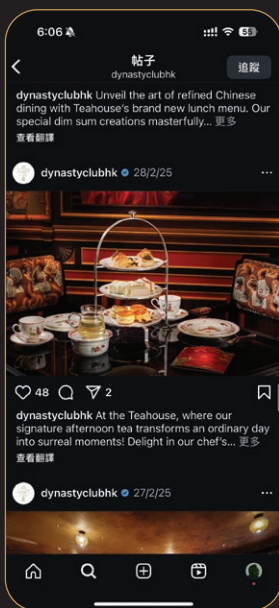 6:06
53
帖子
dynastyclubhk
追蹤
dynastyclubhk Unveil the art of refined Chinese
dining with Teahouse's brand new lunch menu. Our
special dim sum creations masterfully... 更多
查看翻譯
dynastyclubhk 28/2/25
48 2
dynastyclubhk At the Teahouse, where our
signature afternoon tea transforms an ordinary day
into surreal moments! Delight in our chef's... 更多
查看翻譯
dynastyclubhk 27/2/25